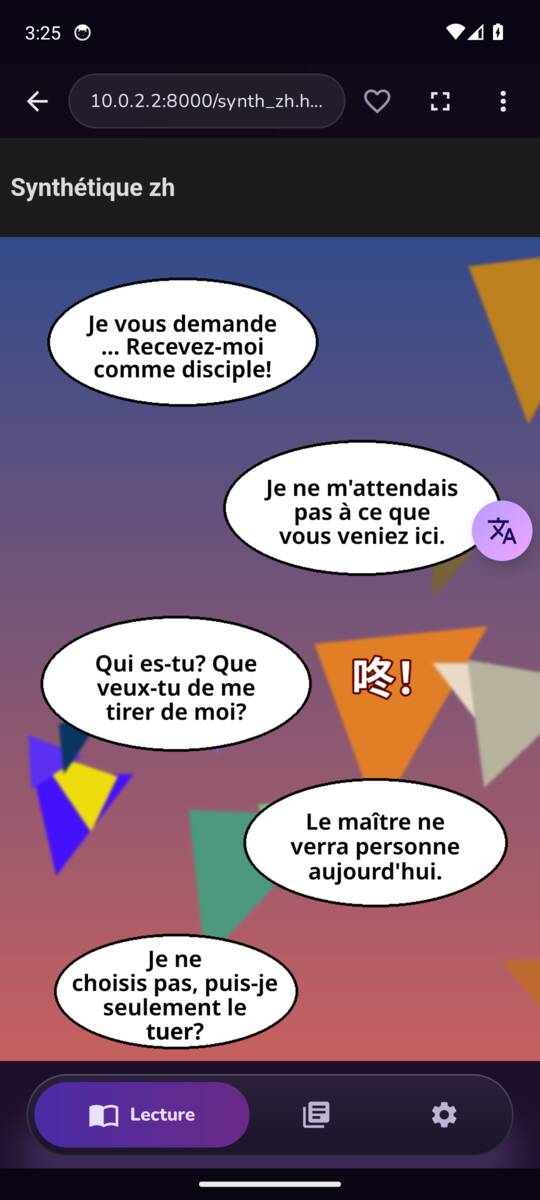 3:25
10.0.2.2:8000/synth_zh.h...
Synthétique zh
Je vous demande
... Recevez-moi
comme disciple!
Je ne m'attendais
pas à ce que
vous veniez ici.
Qui es-tu? Que
veux-tu de me
tirer de moi?
咚!
Le maître ne
verra personne
aujourd'hui.
Je ne
choisis pas, puis-je
seulement le
tuer?
Lecture